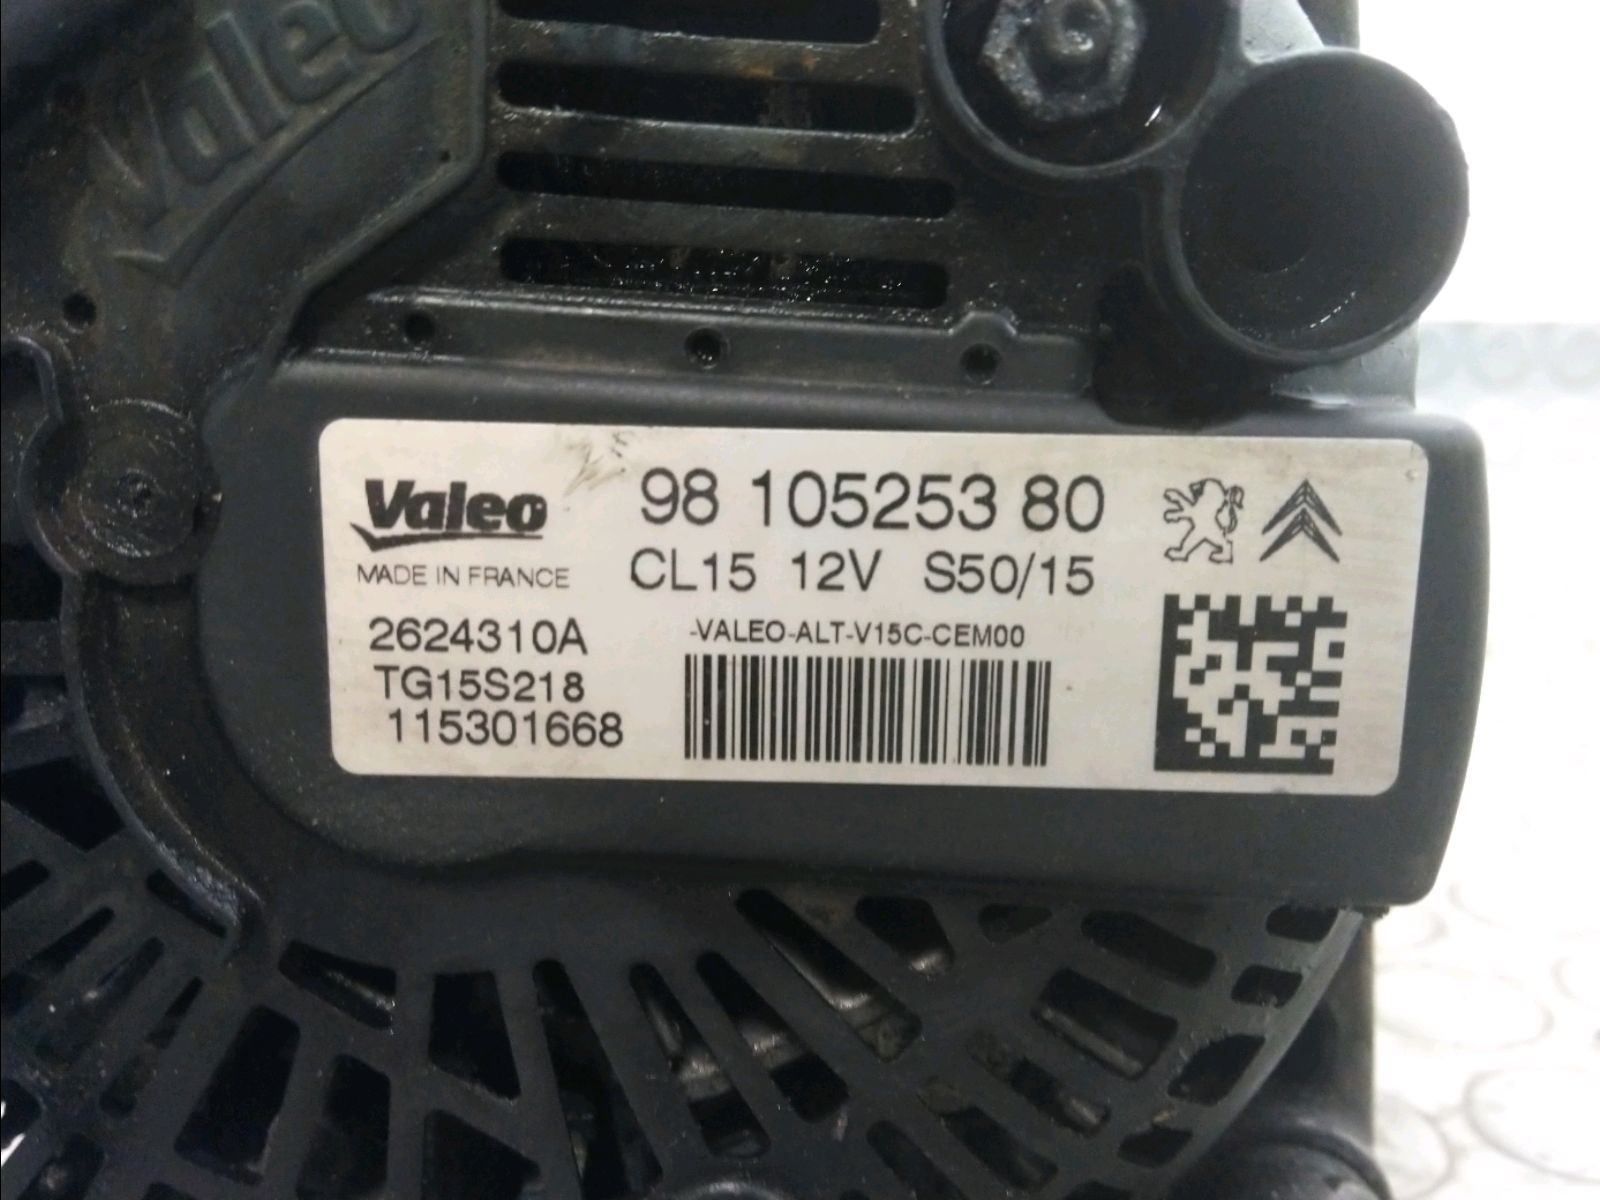 Valeo
Valeo 98 105253 80
MADE IN FRANCE CL15 12V S50/15
2624310A -VALEO-ALT-V15C-CEM00
TG15S218
115301668